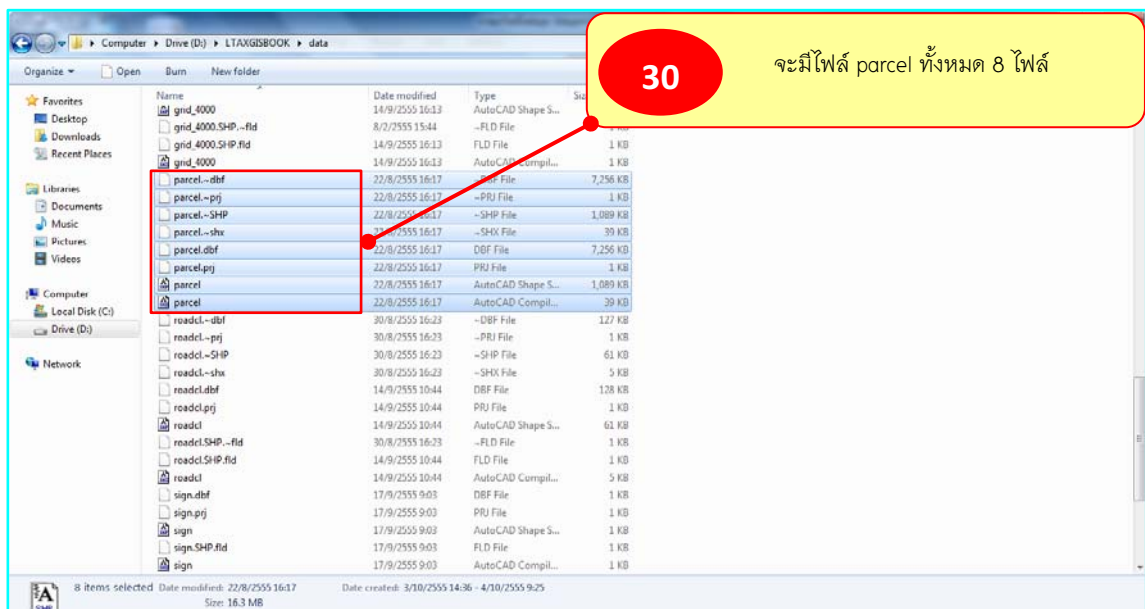 30
จะมีไฟล์ parcel ทั้งหมด 8 ไฟล์
Computer ▸ Drive (D:) ▸ LTAXGISBOOK ▸ data
Organize Open Burn New folder
Favorites
Desktop
Downloads
Recent Places
Libraries
Documents
Music
Pictures
Videos
Computer
Local Disk (C:)
Drive (D:)
Network
Name Date modified Type
grid_4000 14/9/2555 16:13 AutoCAD Shape S...
grid_4000.SHP.~fld 8/2/2555 15:44 ~FLD File 1 KB
grid_4000.SHP.fld 14/9/2555 16:13 FLD File 1 KB
grid_4000 14/9/2555 16:13 AutoCAD Compil... 1 KB
parcel.~dbf 22/8/2555 16:17 ~DBF File 7,256 KB
parcel.~prj 22/8/2555 16:17 ~PRJ File 1 KB
parcel.~SHP 22/8/2555 16:17 ~SHP File 1,089 KB
parcel.~shx 22/8/2555 16:17 ~SHX File 39 KB
parcel.dbf 22/8/2555 16:17 DBF File 7,256 KB
parcel.prj 22/8/2555 16:17 PRJ File 1 KB
parcel 22/8/2555 16:17 AutoCAD Shape S... 1,089 KB
parcel 22/8/2555 16:17 AutoCAD Compil... 39 KB
roadcl.~dbf 30/8/2555 16:23 ~DBF File 127 KB
roadcl.~prj 30/8/2555 16:23 ~PRJ File 1 KB
roadcl.~SHP 30/8/2555 16:23 ~SHP File 61 KB
roadcl.~shx 30/8/2555 16:23 ~SHX File 5 KB
roadcl.dbf 14/9/2555 10:44 DBF File 128 KB
roadcl.prj 14/9/2555 10:44 PRJ File 1 KB
roadcl 14/9/2555 10:44 AutoCAD Shape S... 61 KB
roadcl.SHP.~fld 30/8/2555 16:23 ~FLD File 1 KB
roadcl.SHP.fld 14/9/2555 10:44 FLD File 1 KB
roadcl 14/9/2555 10:44 AutoCAD Compil... 5 KB
sign.dbf 17/9/2555 9:03 DBF File 1 KB
sign.prj 17/9/2555 9:03 PRJ File 1 KB
sign 17/9/2555 9:03 AutoCAD Shape S... 1 KB
sign.SHP.fld 17/9/2555 9:03 FLD File 1 KB
sign 17/9/2555 9:03 AutoCAD Compil... 1 KB
8 items selected Date modified: 22/8/2555 16:17 Date created: 3/10/2555 14:36 - 4/10/2555 9:25
Size: 16.3 MB